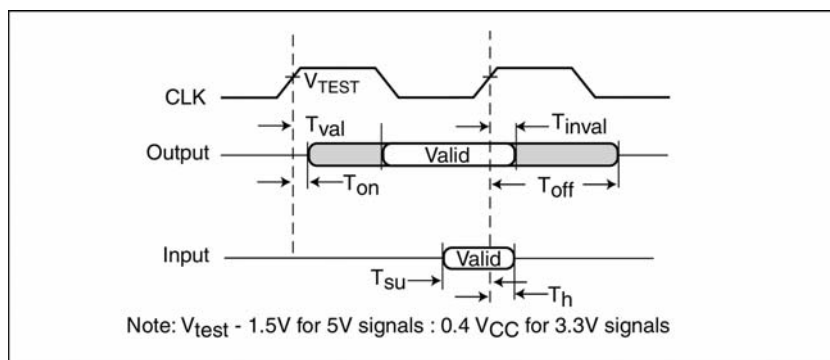 VTEST
CLK
Tval
Tinval
Output
Valid
Ton
Toff
Input
Valid
Tsu
Th
Note: Vtest - 1.5V for 5V signals : 0.4 VCC for 3.3V signals